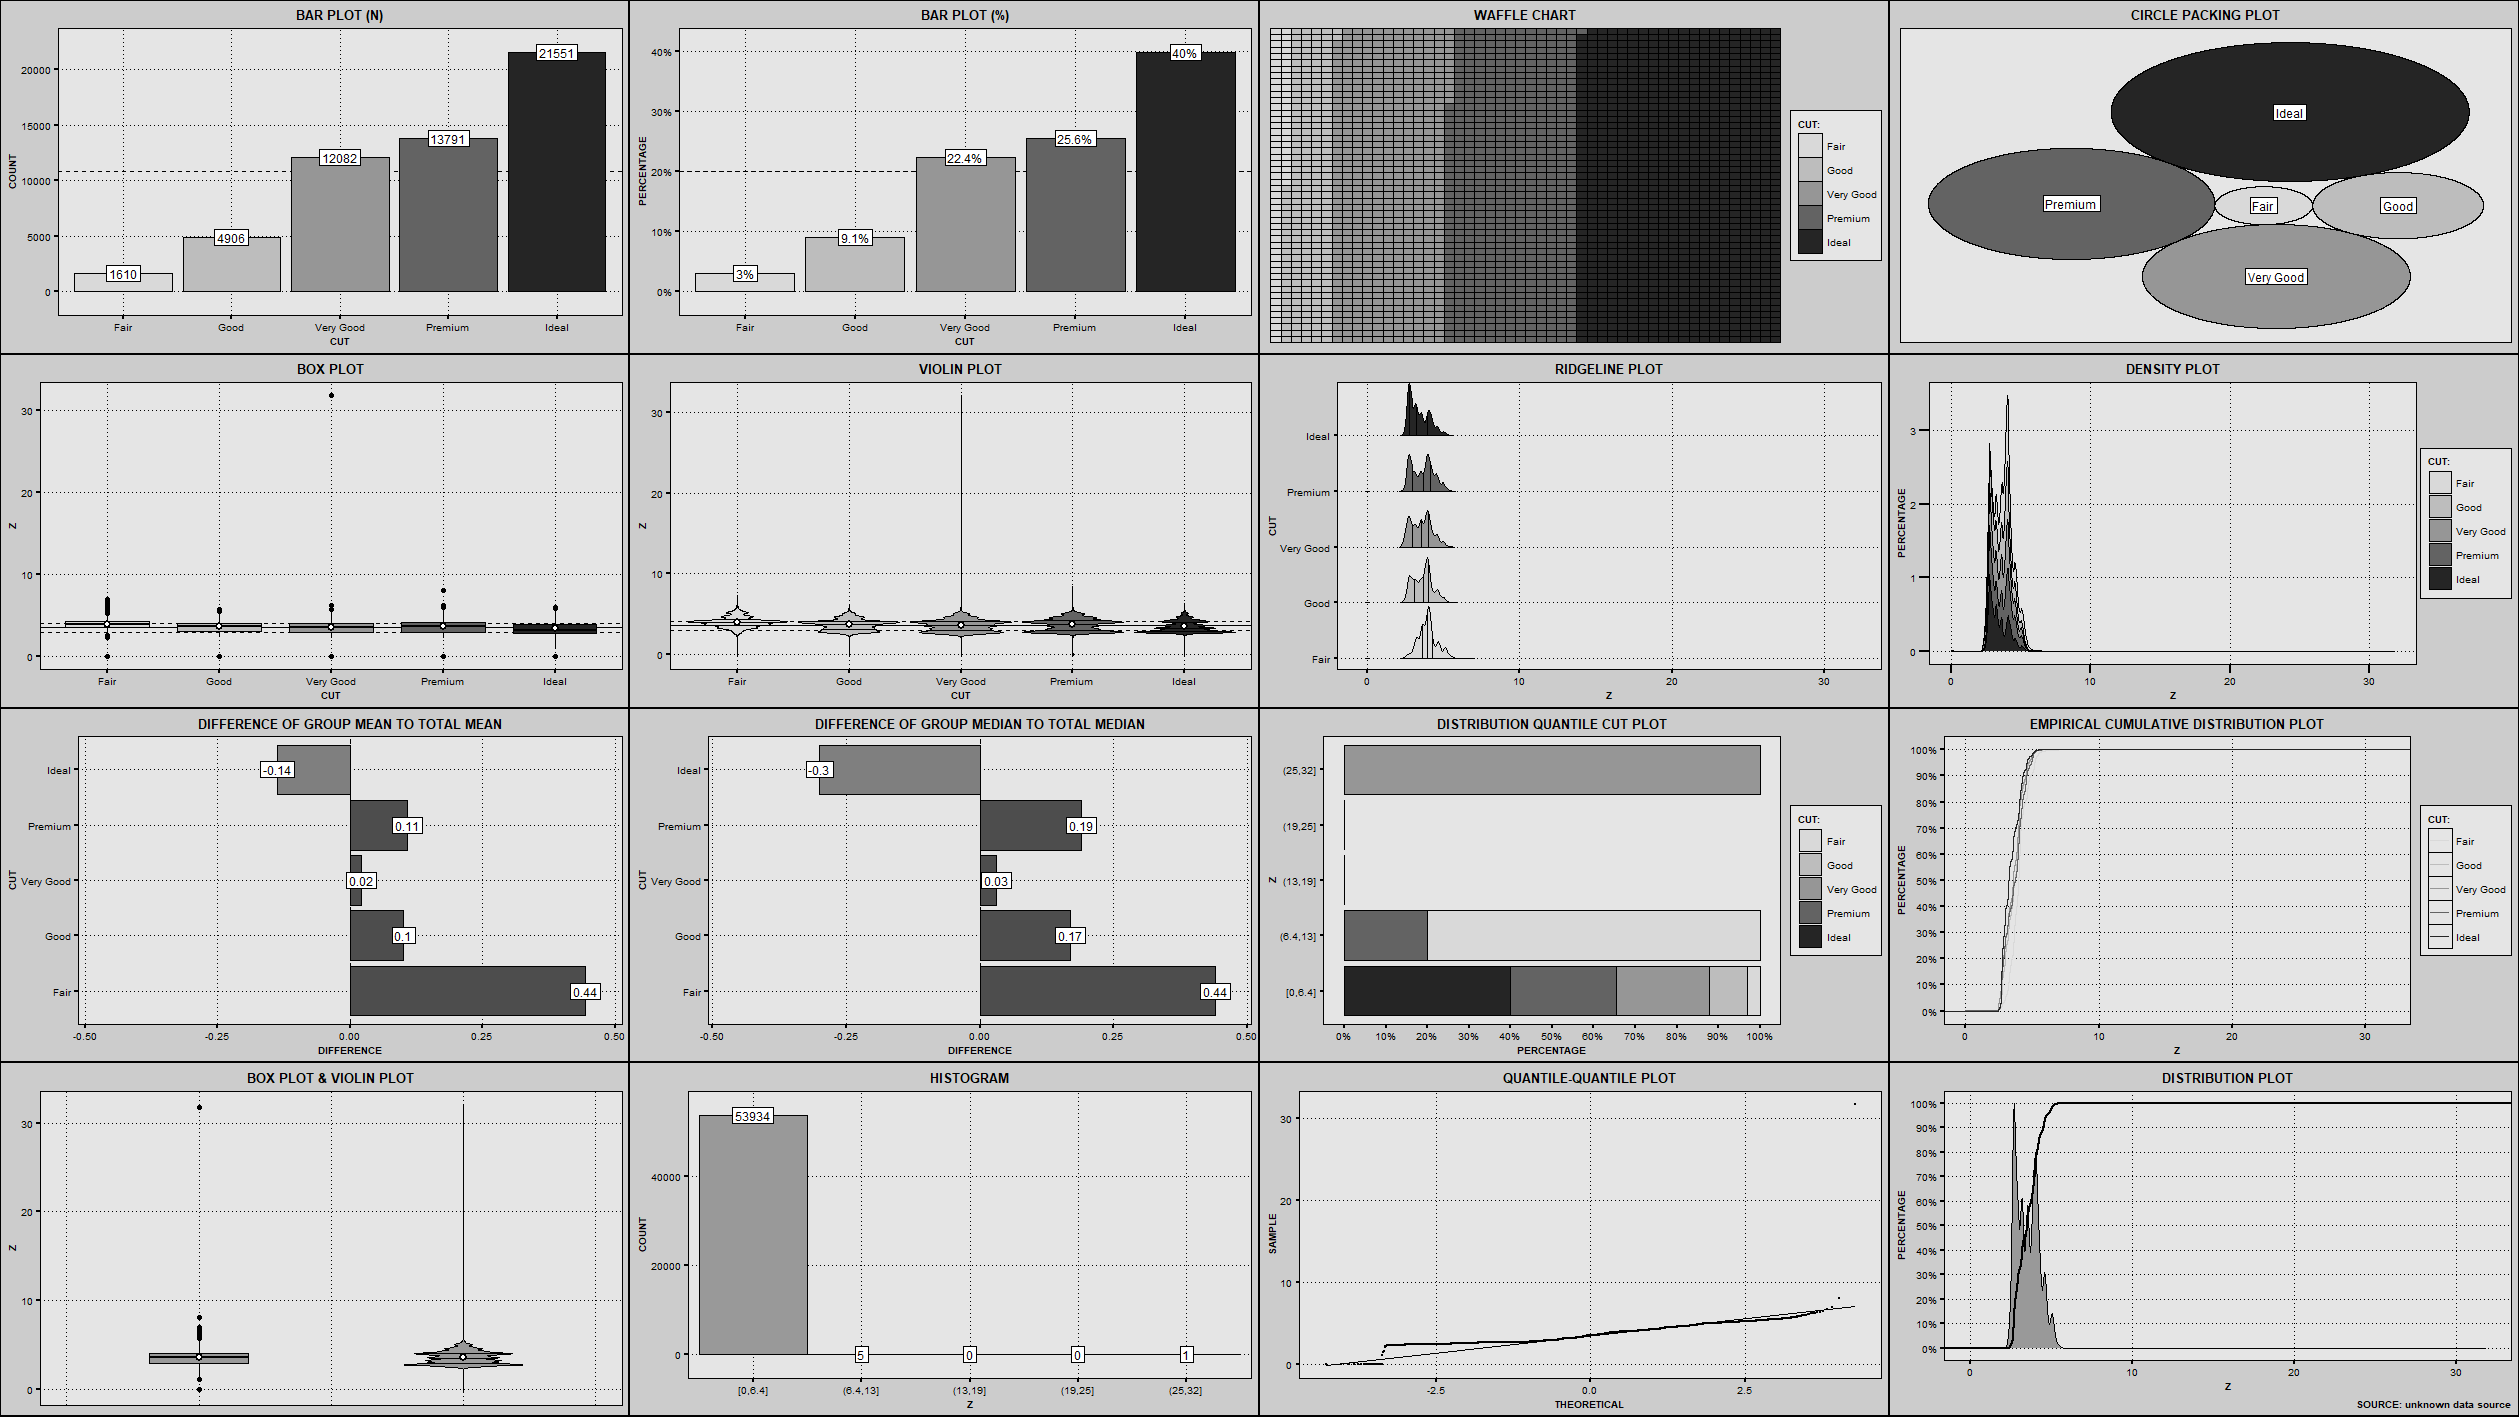 BAR PLOT (N)
COUNT
20000
15000
10000
5000
0
1610
4906
12082
13791
21551
Fair
Good
Very Good
Premium
Ideal
CUT
BAR PLOT (%)
PERCENTAGE
40%
30%
20%
10%
0%
3%
9.1%
22.4%
25.6%
40%
Fair
Good
Very Good
Premium
Ideal
CUT
WAFFLE CHART
CUT:
Fair
Good
Very Good
Premium
Ideal
CIRCLE PACKING PLOT
Ideal
Premium
Fair
Good
Very Good
BOX PLOT
Z
30
20
10
0
Fair
Good
Very Good
Premium
Ideal
CUT
VIOLIN PLOT
Z
30
20
10
0
Fair
Good
Very Good
Premium
Ideal
CUT
RIDGELINE PLOT
CUT
Ideal
Premium
Very Good
Good
Fair
0
10
20
30
Z
DENSITY PLOT
PERCENTAGE
3
2
1
0
0
10
20
30
Z
CUT:
Fair
Good
Very Good
Premium
Ideal
DIFFERENCE OF GROUP MEAN TO TOTAL MEAN
CUT
Ideal
Premium
Very Good
Good
Fair
-0.14
0.11
0.02
0.1
0.44
-0.50
-0.25
0.00
0.25
0.50
DIFFERENCE
DIFFERENCE OF GROUP MEDIAN TO TOTAL MEDIAN
CUT
Ideal
Premium
Very Good
Good
Fair
-0.3
0.19
0.03
0.17
0.44
-0.50
-0.25
0.00
0.25
0.50
DIFFERENCE
DISTRIBUTION QUANTILE CUT PLOT
Z
(25,32]
(19,25]
(13,19]
(6.4,13]
[0,6.4]
0%
10%
20%
30%
40%
50%
60%
70%
80%
90%
100%
PERCENTAGE
CUT:
Fair
Good
Very Good
Premium
Ideal
EMPIRICAL CUMULATIVE DISTRIBUTION PLOT
PERCENTAGE
100%
90%
80%
70%
60%
50%
40%
30%
20%
10%
0%
0
10
20
30
Z
CUT:
Fair
Good
Very Good
Premium
Ideal
BOX PLOT & VIOLIN PLOT
Z
30
20
10
0
HISTOGRAM
COUNT
40000
20000
0
53934
5
0
0
1
[0,6.4]
(6.4,13]
(13,19]
(19,25]
(25,32]
Z
QUANTILE-QUANTILE PLOT
SAMPLE
30
20
10
0
-2.5
0.0
2.5
THEORETICAL
DISTRIBUTION PLOT
PERCENTAGE
100%
90%
80%
70%
60%
50%
40%
30%
20%
10%
0%
0
10
20
30
Z
SOURCE: unknown data source